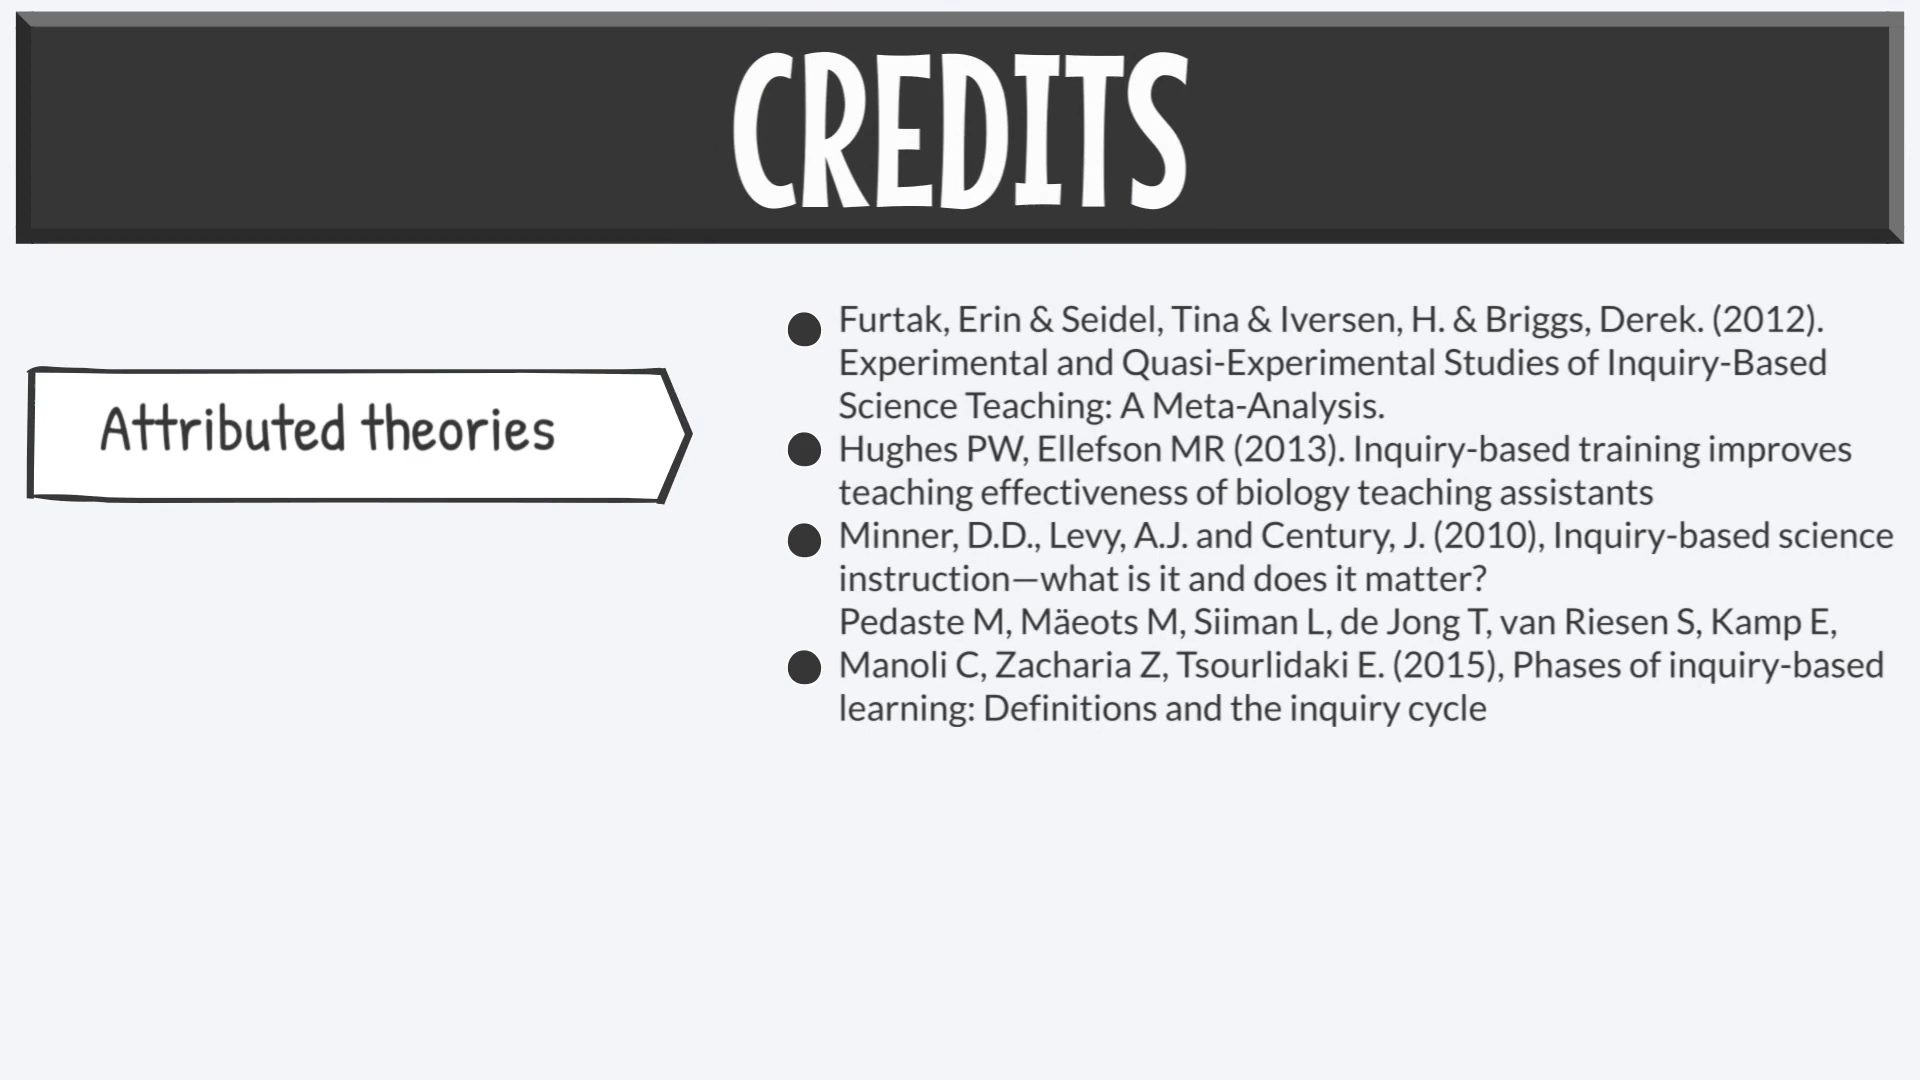 CREDITS
Attributed theories
Furtak, Erin & Seidel, Tina & Iversen, H. & Briggs, Derek. (2012).
Experimental and Quasi-Experimental Studies of Inquiry-Based
Science Teaching: A Meta-Analysis.
Hughes PW, Ellefson MR (2013). Inquiry-based training improves
teaching effectiveness of biology teaching assistants
Minner, D.D., Levy, A.J. and Century, J. (2010), Inquiry-based science
instruction—what is it and does it matter?
Pedaste M, Mäeots M, Siiman L, de Jong T, van Riesen S, Kamp E,
Manoli C, Zacharia Z, Tsourlidaki E. (2015), Phases of inquiry-based
learning: Definitions and the inquiry cycle